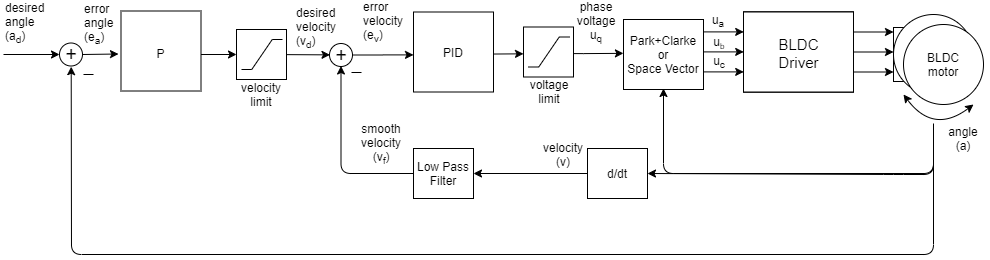 desired
angle
(a_d)
error
angle
(e_a)
P
velocity
limit
desired
velocity
(v_d)
error
velocity
(e_v)
PID
voltage
limit
phase
voltage
u_q
Park+Clarke
or
Space Vector
u_a
u_b
u_c
BLDC
Driver
BLDC
motor
angle
(a)
smooth
velocity
(v_f)
Low Pass
Filter
velocity
(v)
d/dt
+
−
+
−